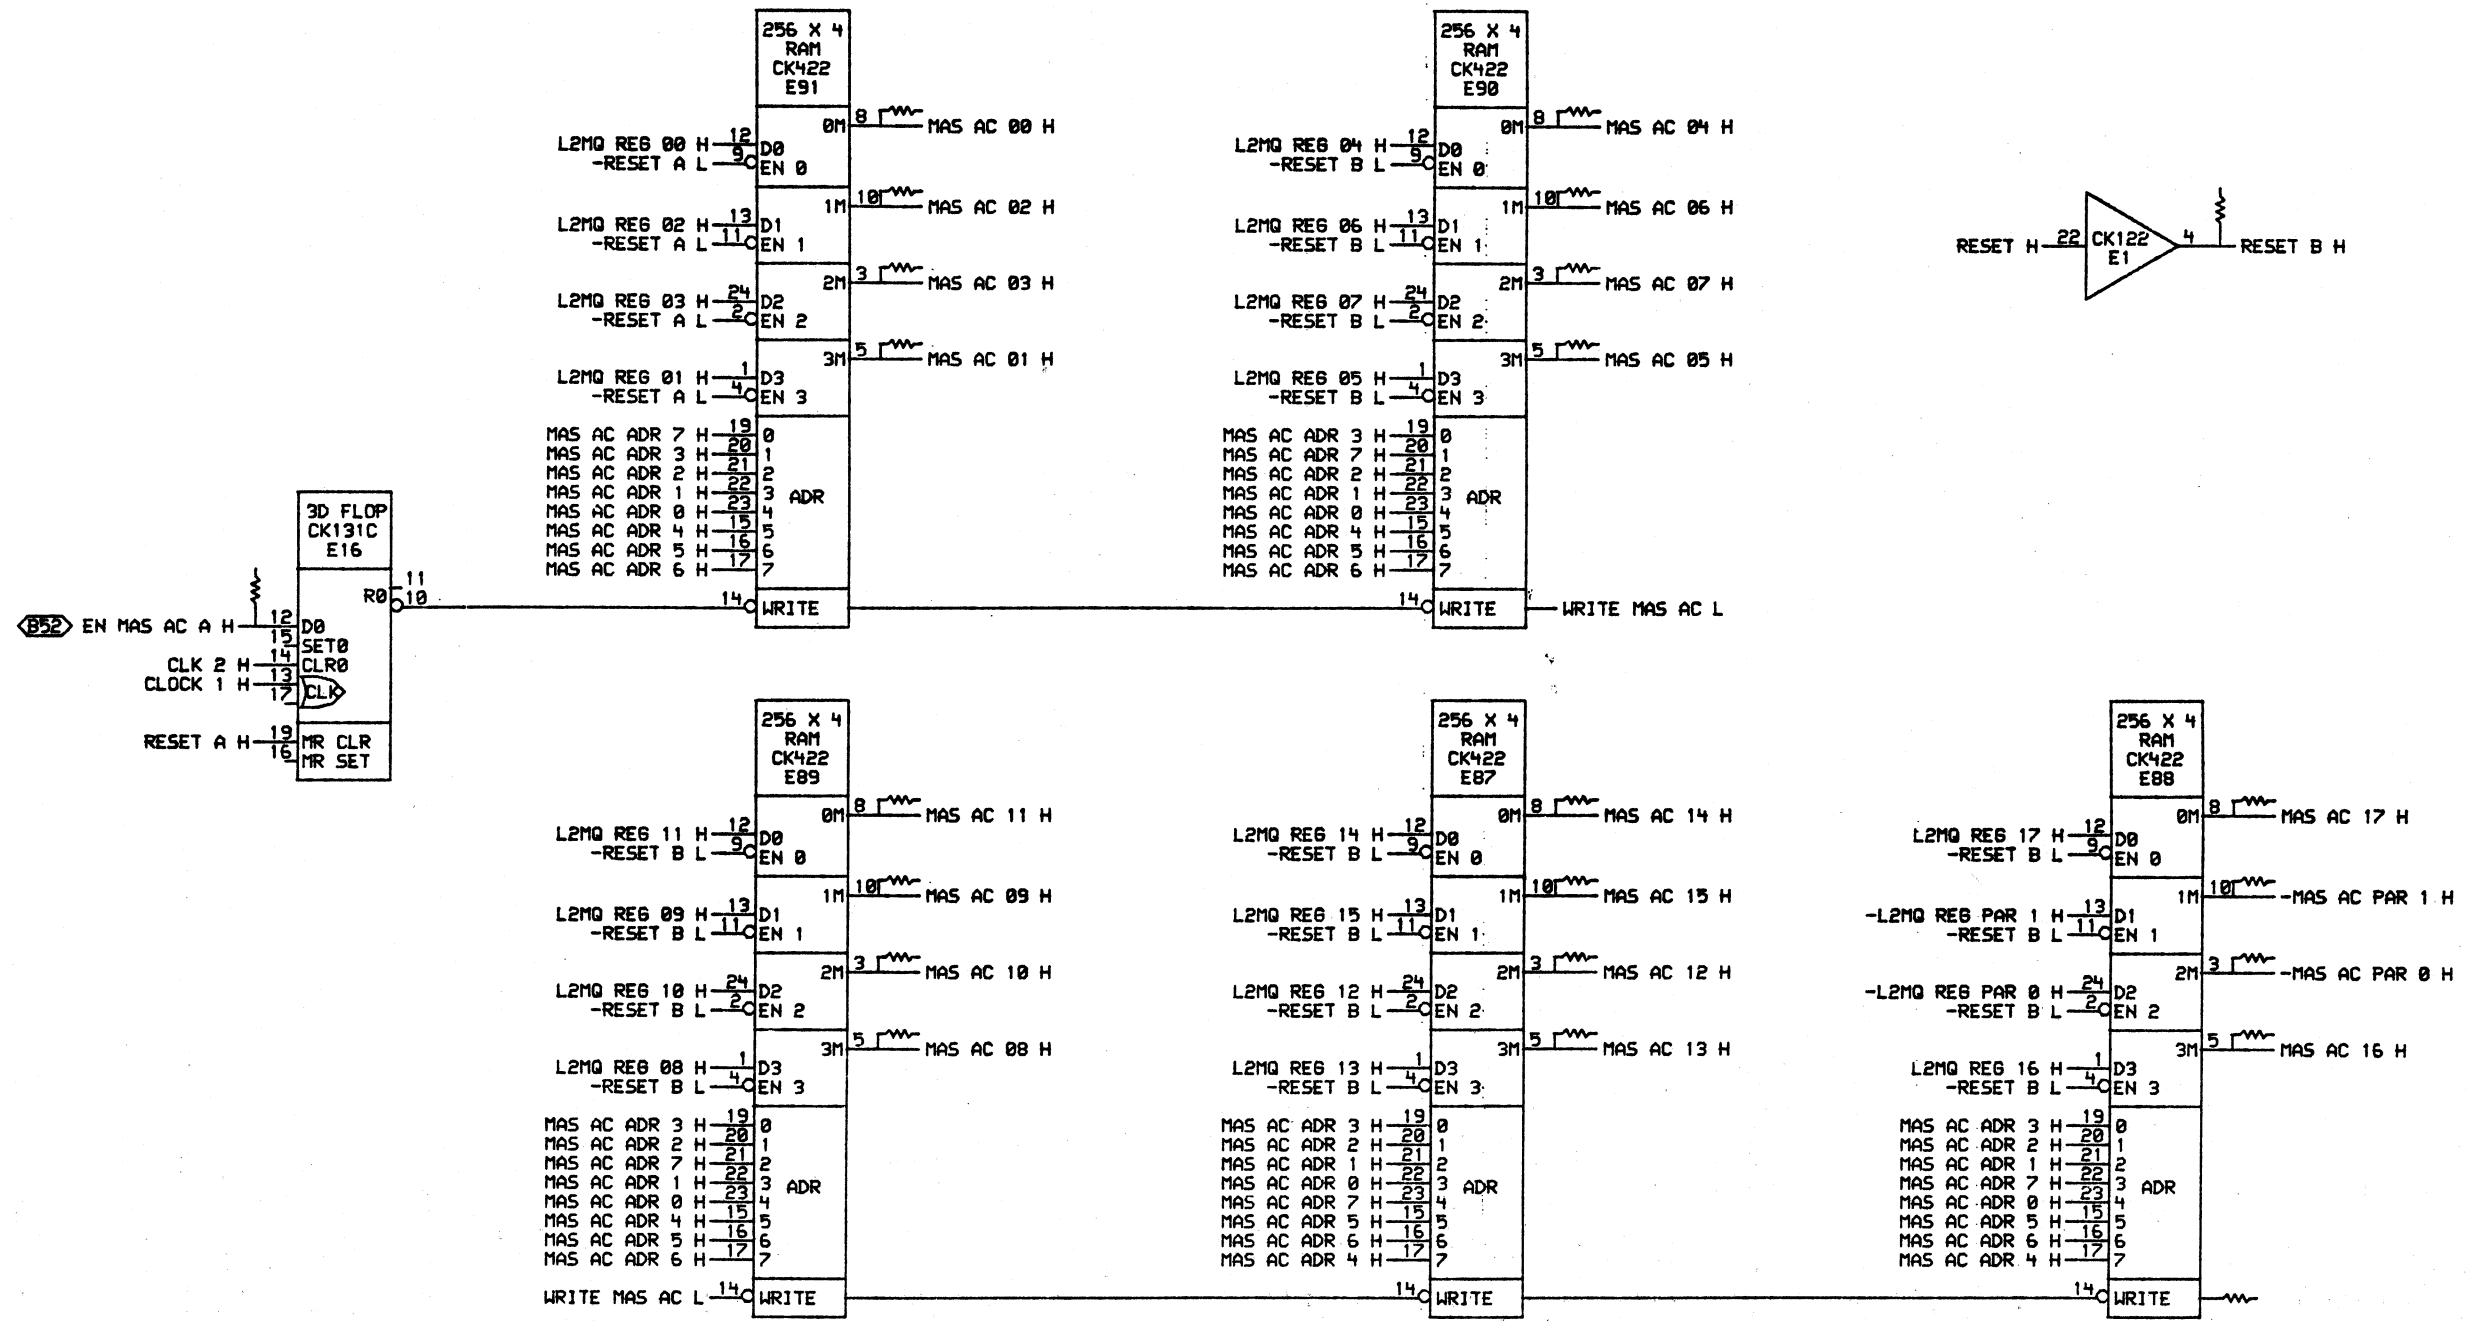 256 X 4
RAM
CK422
E91
0M 8 MAS AC 00 H
L2MQ REG 00 H 12 D0
-RESET A L 9 EN 0
1M 10 MAS AC 02 H
L2MQ REG 02 H 13 D1
-RESET A L 11 EN 1
2M 3 MAS AC 03 H
L2MQ REG 03 H 24 D2
-RESET A L 2 EN 2
3M 5 MAS AC 01 H
L2MQ REG 01 H 1 D3
-RESET A L 4 EN 3
MAS AC ADR 7 H 19 0
MAS AC ADR 3 H 20 1
MAS AC ADR 2 H 21 2
MAS AC ADR 1 H 22 3 ADR
MAS AC ADR 0 H 23 4
MAS AC ADR 4 H 15 5
MAS AC ADR 5 H 16 6
MAS AC ADR 6 H 17 7
14 WRITE
256 X 4
RAM
CK422
E90
0M 8 MAS AC 04 H
L2MQ REG 04 H 12 D0
-RESET B L 9 EN 0
1M 10 MAS AC 06 H
L2MQ REG 06 H 13 D1
-RESET B L 11 EN 1
2M 3 MAS AC 07 H
L2MQ REG 07 H 24 D2
-RESET B L 2 EN 2
3M 5 MAS AC 05 H
L2MQ REG 05 H 1 D3
-RESET B L 4 EN 3
MAS AC ADR 3 H 19 0
MAS AC ADR 7 H 20 1
MAS AC ADR 2 H 21 2
MAS AC ADR 1 H 22 3 ADR
MAS AC ADR 0 H 23 4
MAS AC ADR 4 H 15 5
MAS AC ADR 5 H 16 6
MAS AC ADR 6 H 17 7
14 WRITE WRITE MAS AC L
RESET H 22 CK122 4 RESET B H
E1
3D FLOP
CK131C
E16
R0 11
10
B52 EN MAS AC A H 12 D0
15 SET0
CLK 2 H 14 CLR0
CLOCK 1 H 13 CLK
17
RESET A H 19 MR CLR
16 MR SET
256 X 4
RAM
CK422
E89
0M 8 MAS AC 11 H
L2MQ REG 11 H 12 D0
-RESET B L 9 EN 0
1M 10 MAS AC 09 H
L2MQ REG 09 H 13 D1
-RESET B L 11 EN 1
2M 3 MAS AC 10 H
L2MQ REG 10 H 24 D2
-RESET B L 2 EN 2
3M 5 MAS AC 08 H
L2MQ REG 08 H 1 D3
-RESET B L 4 EN 3
MAS AC ADR 3 H 19 0
MAS AC ADR 2 H 20 1
MAS AC ADR 7 H 21 2
MAS AC ADR 1 H 22 3 ADR
MAS AC ADR 0 H 23 4
MAS AC ADR 4 H 15 5
MAS AC ADR 5 H 16 6
MAS AC ADR 6 H 17 7
WRITE MAS AC L 14 WRITE
256 X 4
RAM
CK422
E87
0M 8 MAS AC 14 H
L2MQ REG 14 H 12 D0
-RESET B L 9 EN 0
1M 10 MAS AC 15 H
L2MQ REG 15 H 13 D1
-RESET B L 11 EN 1
2M 3 MAS AC 12 H
L2MQ REG 12 H 24 D2
-RESET B L 2 EN 2
3M 5 MAS AC 13 H
L2MQ REG 13 H 1 D3
-RESET B L 4 EN 3
MAS AC ADR 3 H 19 0
MAS AC ADR 2 H 20 1
MAS AC ADR 1 H 21 2
MAS AC ADR 0 H 22 3 ADR
MAS AC ADR 7 H 23 4
MAS AC ADR 5 H 15 5
MAS AC ADR 6 H 16 6
MAS AC ADR 4 H 17 7
14 WRITE
256 X 4
RAM
CK422
E88
0M 8 MAS AC 17 H
L2MQ REG 17 H 12 D0
-RESET B L 9 EN 0
1M 10 -MAS AC PAR 1 H
-L2MQ REG PAR 1 H 13 D1
-RESET B L 11 EN 1
2M 3 -MAS AC PAR 0 H
-L2MQ REG PAR 0 H 24 D2
-RESET B L 2 EN 2
3M 5 MAS AC 16 H
L2MQ REG 16 H 1 D3
-RESET B L 4 EN 3
MAS AC ADR 3 H 19 0
MAS AC ADR 2 H 20 1
MAS AC ADR 1 H 21 2
MAS AC ADR 7 H 22 3 ADR
MAS AC ADR 0 H 23 4
MAS AC ADR 5 H 15 5
MAS AC ADR 6 H 16 6
MAS AC ADR 4 H 17 7
14 WRITE